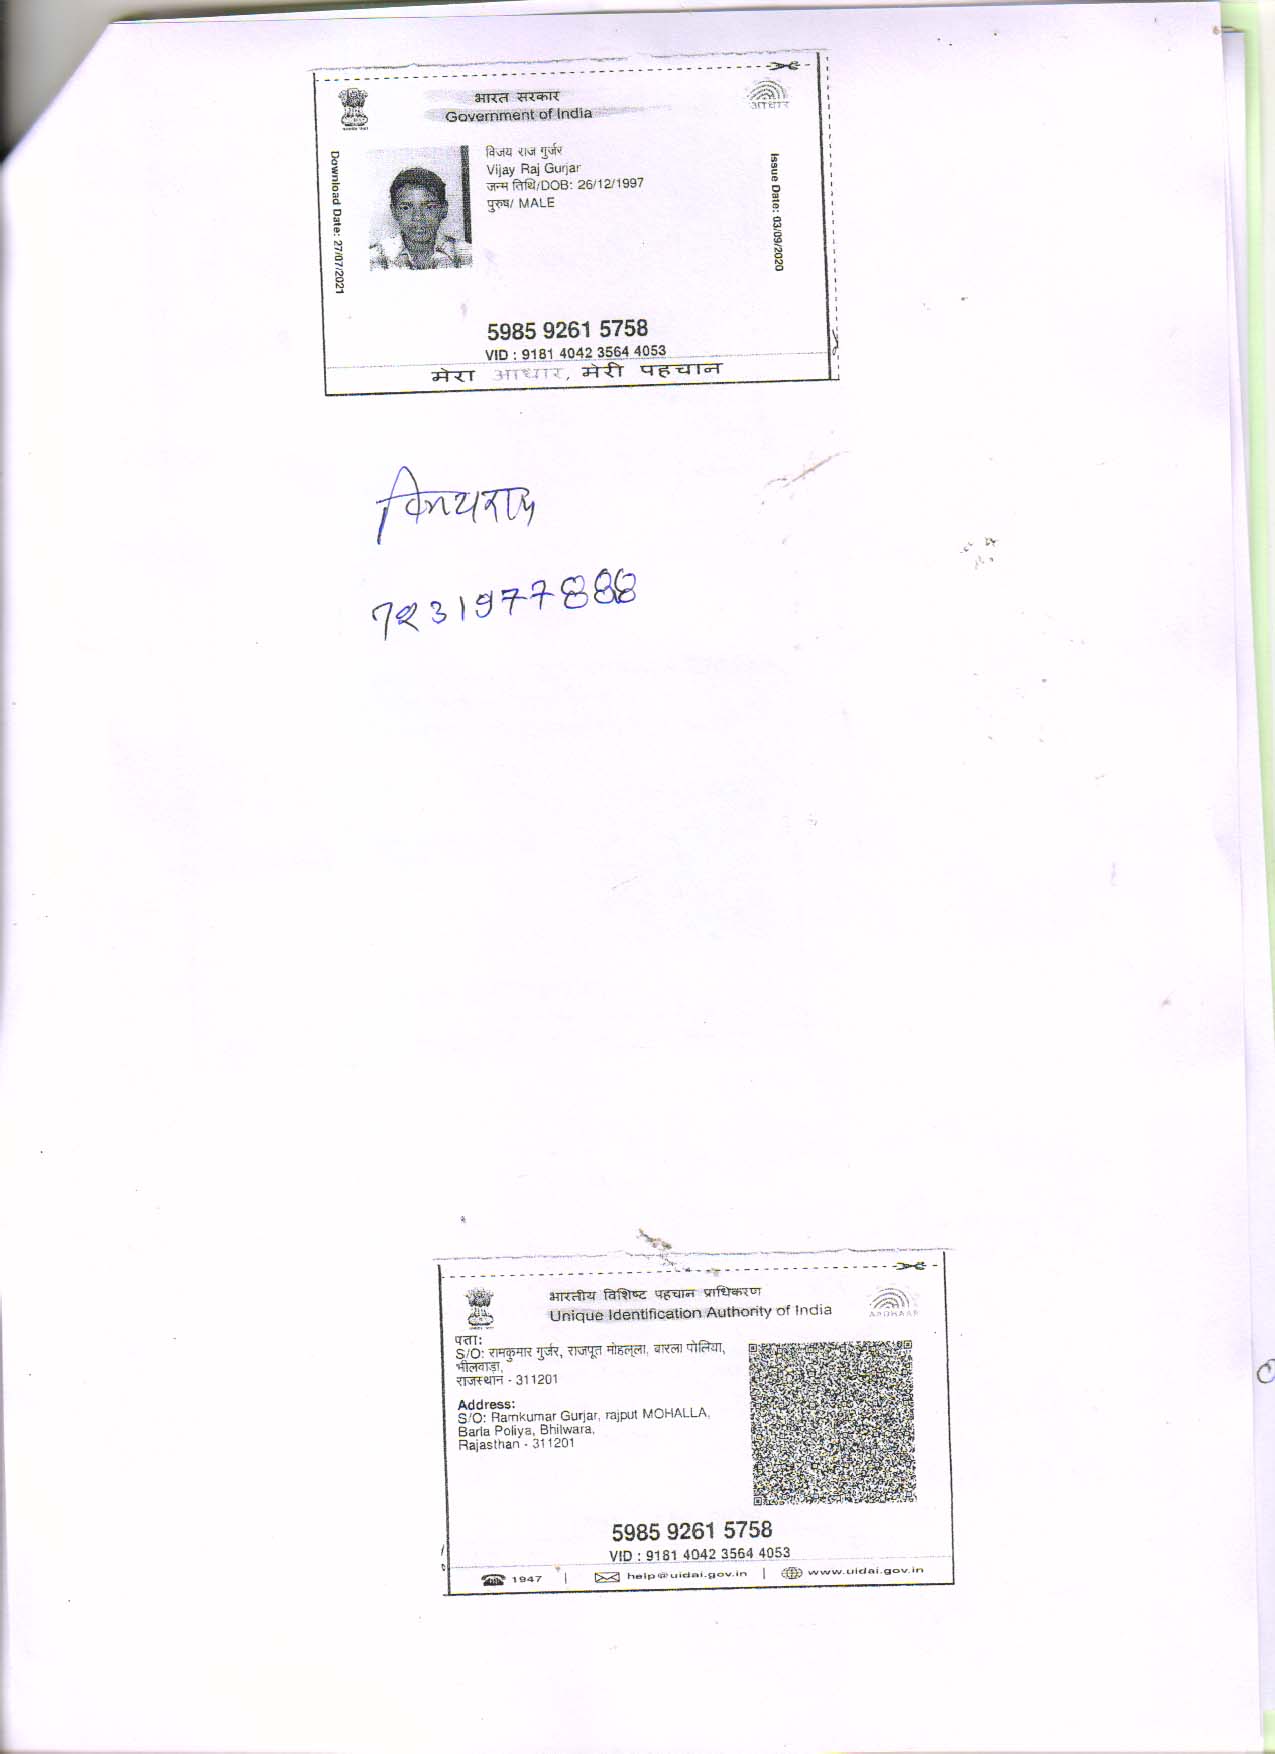 भारत सरकार
Government of India
आधार
Download Date: 27/07/2021
विजय राज गुर्जर
Vijay Raj Gurjar
जन्म तिथि/DOB: 26/12/1997
पुरुष/ MALE
Issue Date: 03/09/2020
5985 9261 5758
VID : 9181 4042 3564 4053
मेरा आधार, मेरी पहचान
विजयराज
7231977888
भारतीय विशिष्ट पहचान प्राधिकरण
Unique Identification Authority of India
AADHAAR
पता:
S/O: रामकुमार गुर्जर, राजपूत मोहल्ला, बारला पोलिया,
भीलवाड़ा,
राजस्थान - 311201
Address:
S/O: Ramkumar Gurjar, rajput MOHALLA,
Barla Poliya, Bhilwara,
Rajasthan - 311201
5985 9261 5758
VID : 9181 4042 3564 4053
1947 | help@uidai.gov.in | www.uidai.gov.in